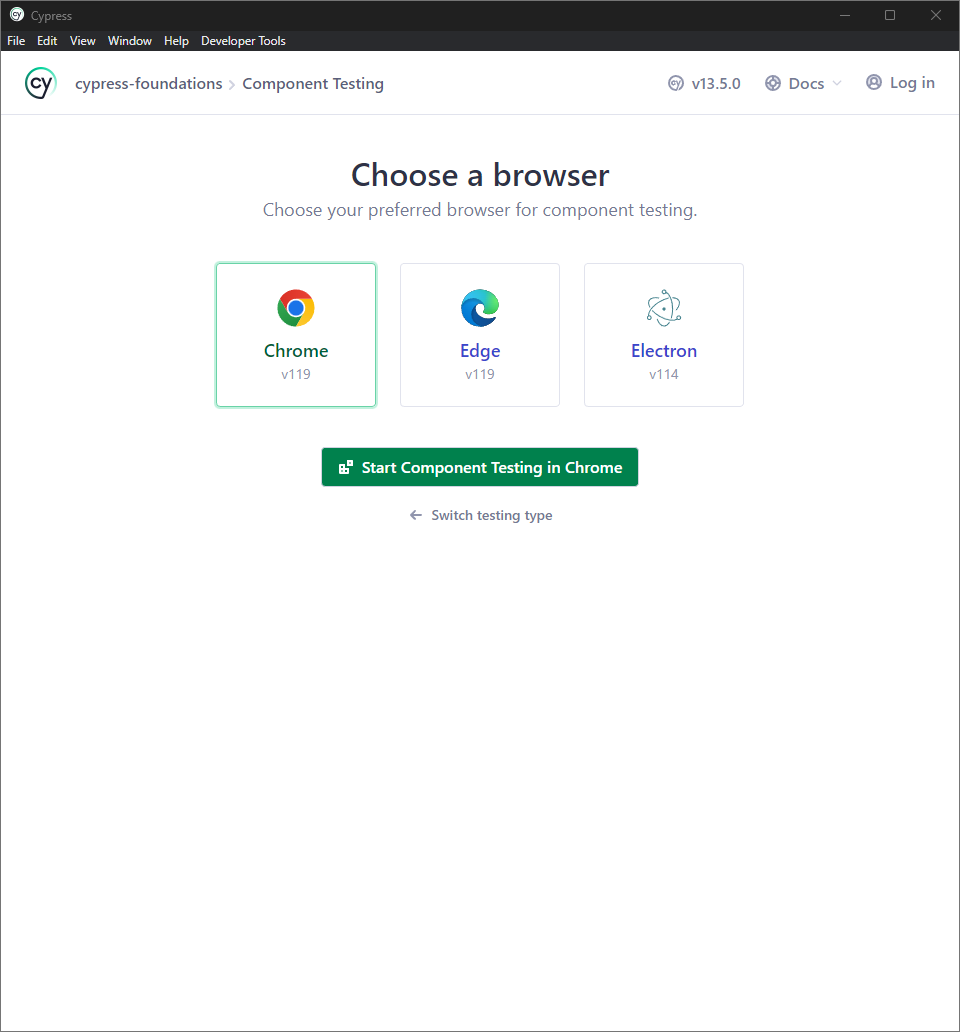 Cypress
File Edit View Window Help Developer Tools
cy cypress-foundations Component Testing cy v13.5.0 Docs Log in
Choose a browser
Choose your preferred browser for component testing.
Chrome Edge Electron
v119 v119 v114
Start Component Testing in Chrome
Switch testing type